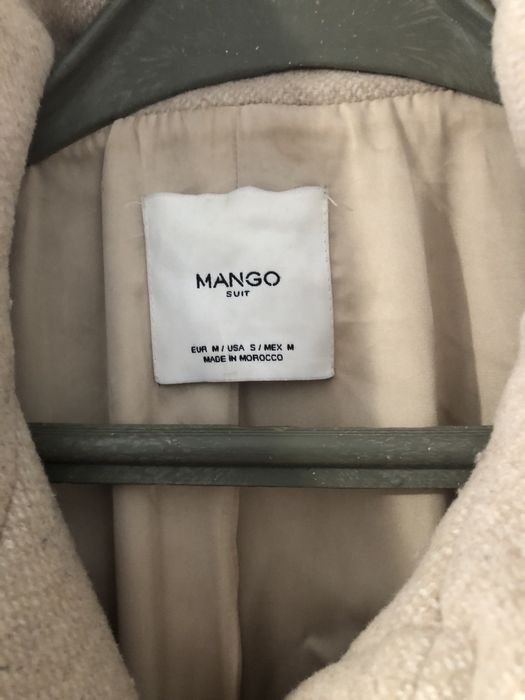 MANGO
SUIT
EUR M / USA S / MEX M
MADE IN MOROCCO